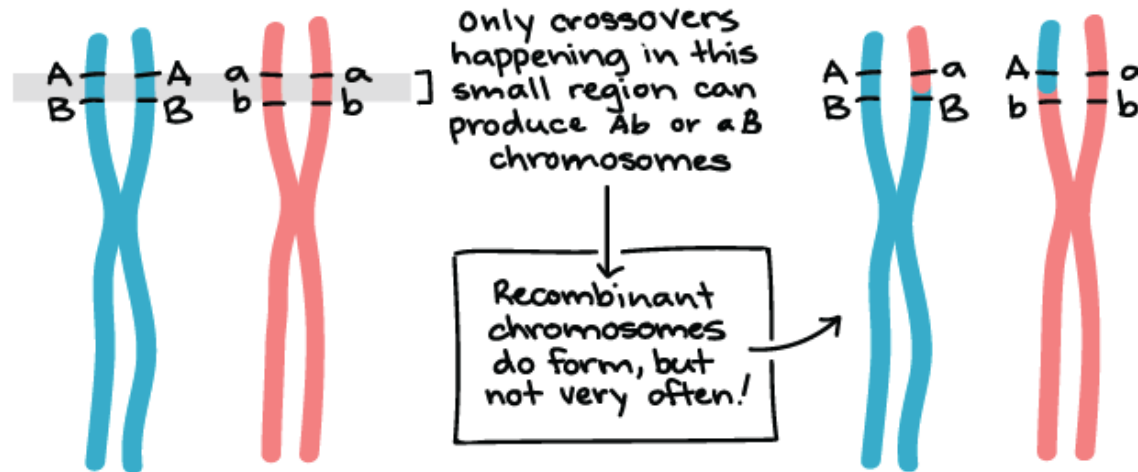 Only crossovers
happening in this
small region can
produce Ab or aB
chromosomes
A A a a
B B b b
Recombinant
chromosomes
do form, but
not very often!
A a A a
B B b b